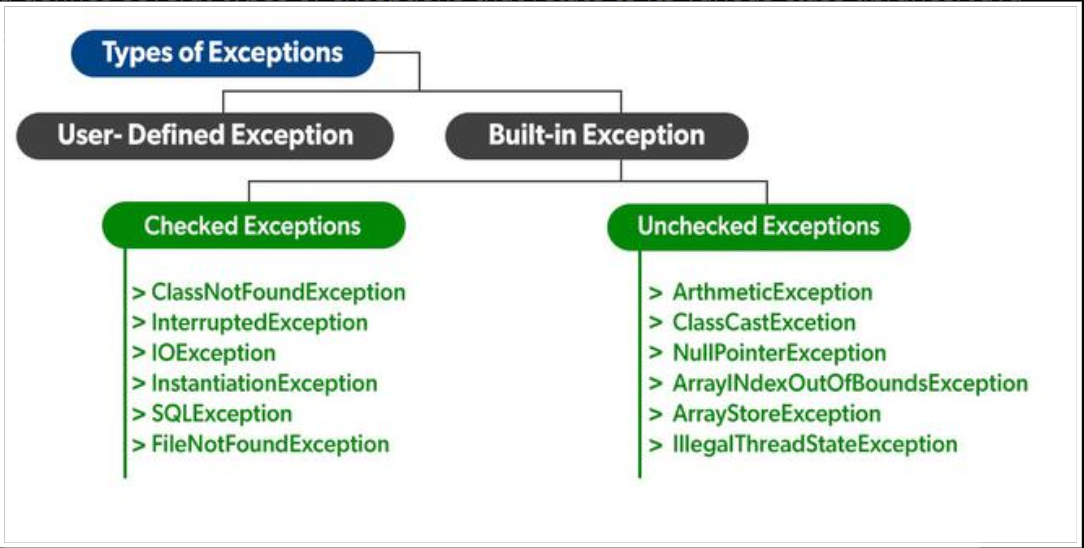 Types of Exceptions
User- Defined Exception
Built-in Exception
Checked Exceptions
> ClassNotFoundException
> InterruptedException
> IOException
> InstantiationException
> SQLException
> FileNotFoundException
Unchecked Exceptions
> ArthmeticException
> ClassCastExcetion
> NullPointerException
> ArrayINdexOutOfBoundsException
> ArrayStoreException
> IllegalThreadStateException